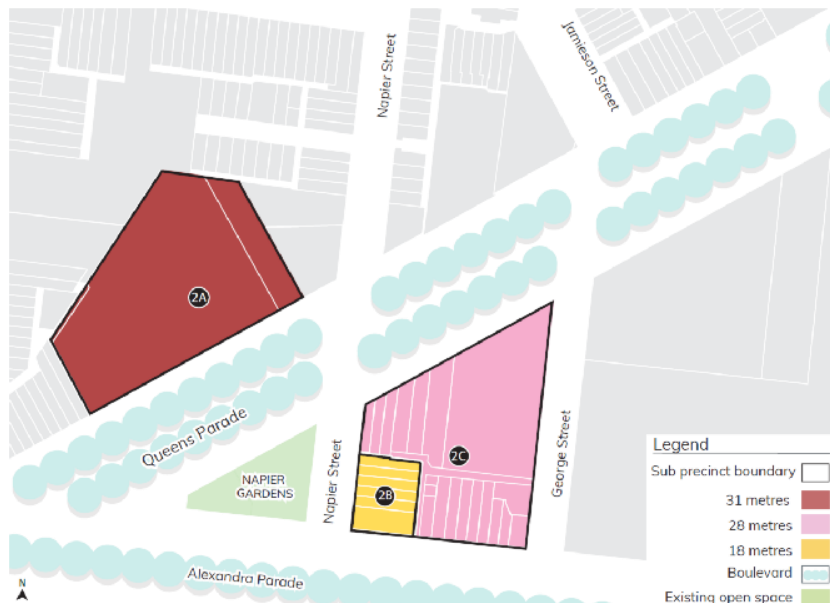 Napier Street
Jamieson Street
2A
Queens Parade
NAPIER
GARDENS
Napier Street
2B
2C
George Street
Alexandra Parade
N
Legend
Sub precinct boundary
31 metres
28 metres
18 metres
Boulevard
Existing open space